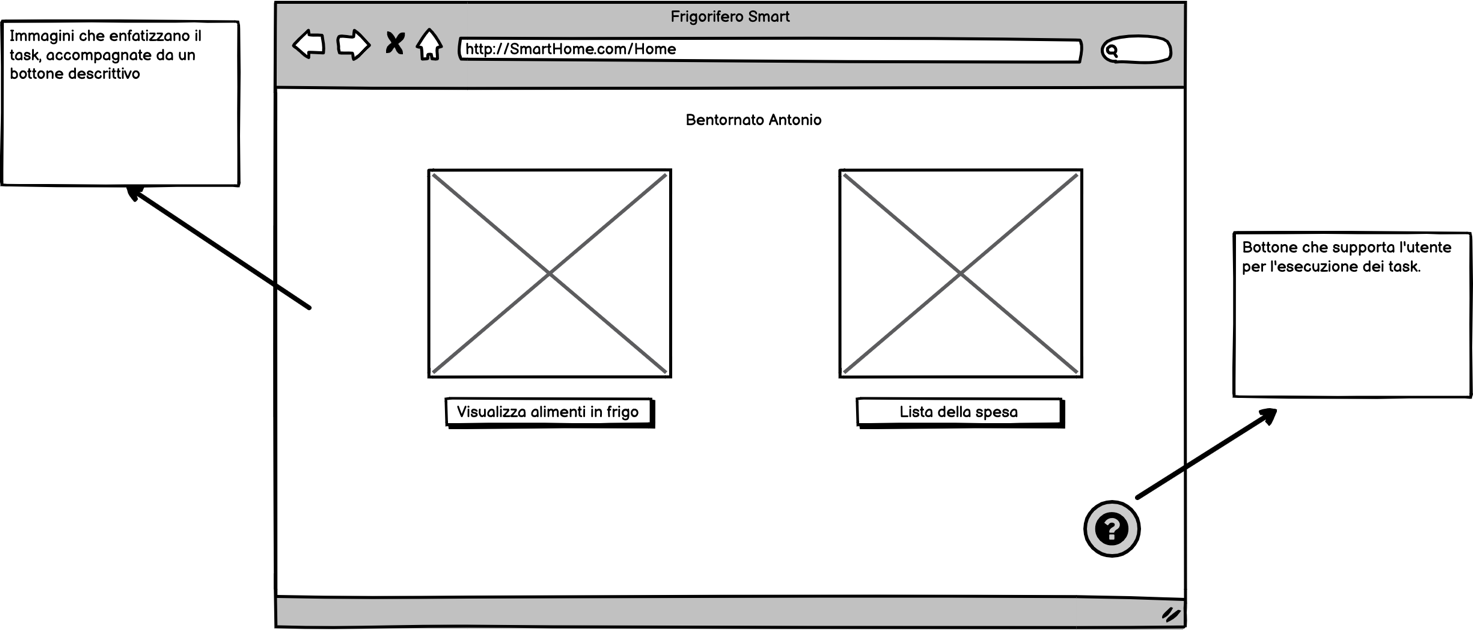 Immagini che enfatizzano il
task, accompagnate da un
bottone descrittivo
Frigorifero Smart
http://SmartHome.com/Home
Bentornato Antonio
Visualizza alimenti in frigo
Lista della spesa
Bottone che supporta l'utente
per l'esecuzione dei task.
?